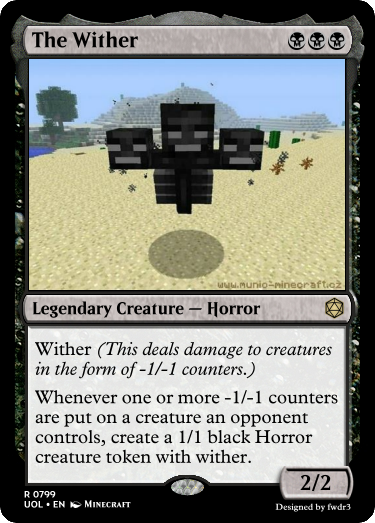 The Wither
www.munio-minecraft.cz
Legendary Creature — Horror
Wither (This deals damage to creatures
in the form of -1/-1 counters.)
Whenever one or more -1/-1 counters
are put on a creature an opponent
controls, create a 1/1 black Horror
creature token with wither.
2/2
R 0799
UOL • EN MINECRAFT
Designed by fwdr3